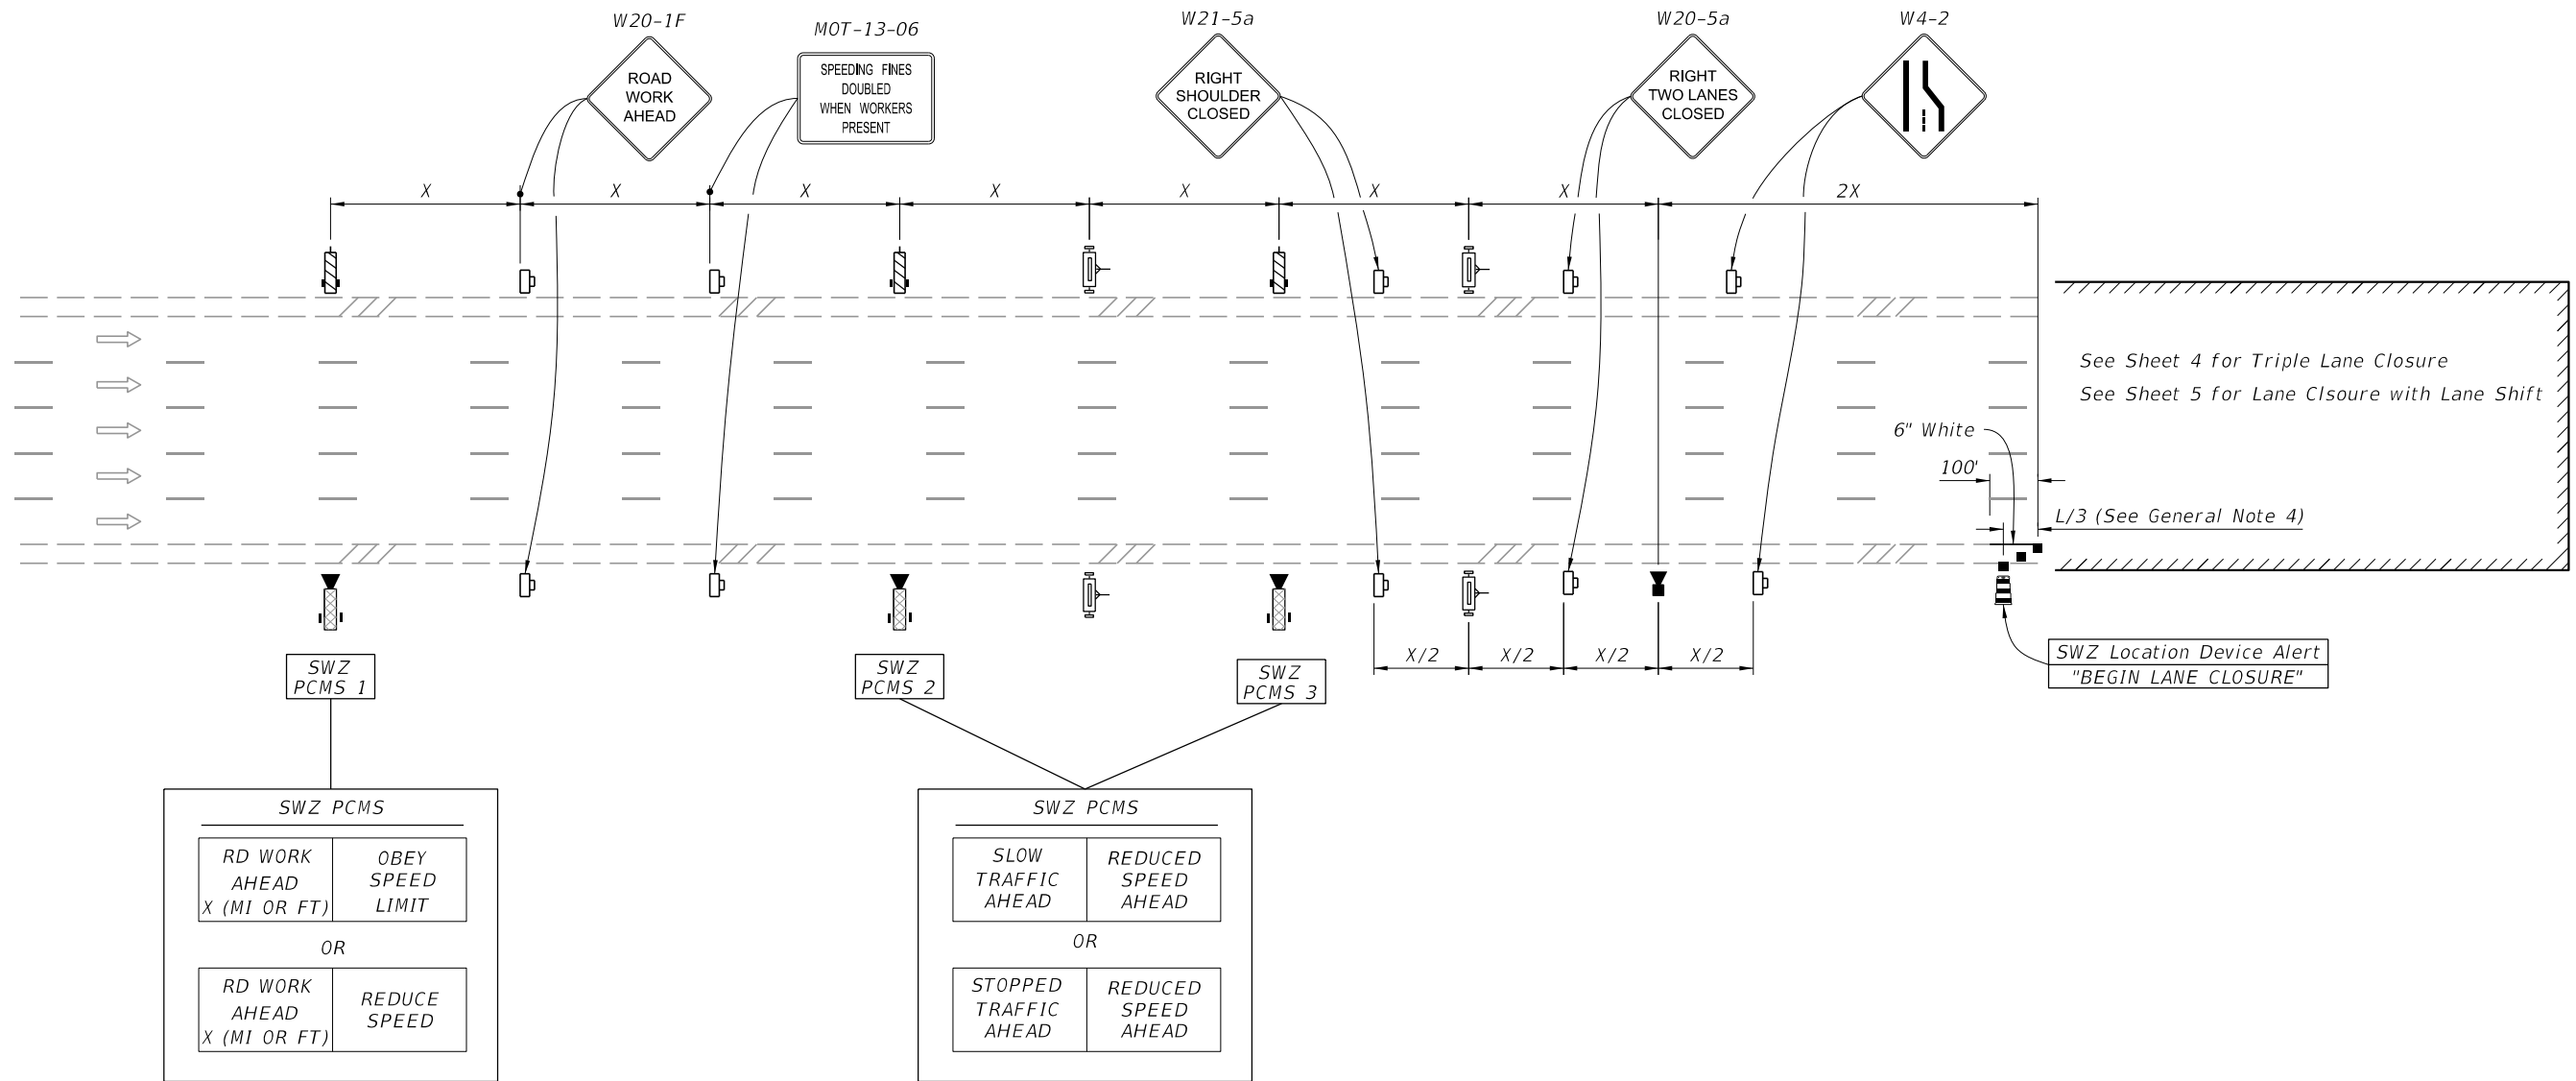 W20-1F
MOT-13-06
W21-5a
W20-5a
W4-2
ROAD
WORK
AHEAD
SPEEDING FINES
DOUBLED
WHEN WORKERS
PRESENT
RIGHT
SHOULDER
CLOSED
RIGHT
TWO LANES
CLOSED
X
X
X
X
X
X
X
2X
See Sheet 4 for Triple Lane Closure
See Sheet 5 for Lane Clsoure with Lane Shift
6" White
100'
L/3 (See General Note 4)
X/2
X/2
X/2
X/2
SWZ Location Device Alert
"BEGIN LANE CLOSURE"
SWZ
PCMS 1
SWZ
PCMS 2
SWZ
PCMS 3
SWZ PCMS
RD WORK
AHEAD
X (MI OR FT)
OBEY
SPEED
LIMIT
OR
RD WORK
AHEAD
X (MI OR FT)
REDUCE
SPEED
SWZ PCMS
SLOW
TRAFFIC
AHEAD
REDUCED
SPEED
AHEAD
OR
STOPPED
TRAFFIC
AHEAD
REDUCED
SPEED
AHEAD